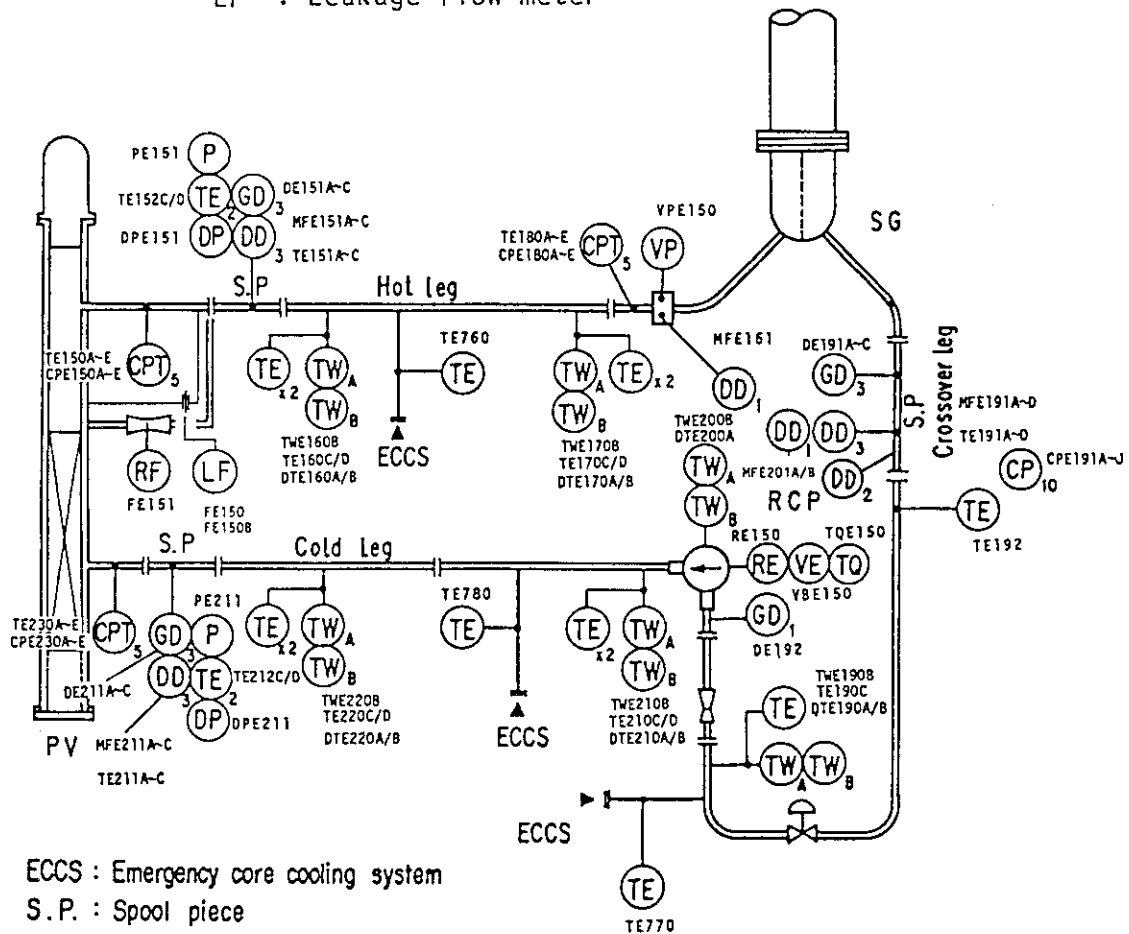 LF : Leakage Flow meter
PE151
P
TE152C/D
TE
2
GD
3
DE151A~C
MFE151A~C
DPE151
DP
DD
3
TE151A~C
S.P
Hot leg
TE180A~E
CPE180A~E
CPT
5
VPE150
VP
SG
TE150A~E
CPE150A~E
CPT
5
TE
x2
TW
A
TW
B
TWE160B
TE160C/D
DTE160A/B
TE760
TE
ECCS
TW
A
TW
B
TE
x2
TWE170B
TE170C/D
DTE170A/B
MFE161
DD
1
DE191A~C
GD
3
Crossover leg
S.P
MFE191A~D
TE191A~D
TWE200B
DTE200A
TW
A
TW
B
DD
1
DD
3
MFE201A/B
DD
2
RCP
CP
10
CPE191A~J
TE
TE192
RF
FE151
LF
FE150
FE150B
S.P
Cold leg
RE150
TQE150
RE
VE
TQ
VBE150
TE230A~E
CPE230A~E
CPT
5
PE211
GD
3
P
DE211A~C
DD
3
TE
2
TE212C/D
DP
DPE211
MFE211A~C
TE211A~C
PV
TE
x2
TW
A
TW
B
TWE220B
TE220C/D
DTE220A/B
TE780
TE
ECCS
TE
x2
TW
A
TW
B
TWE210B
TE210C/D
DTE210A/B
GD
1
DE192
TWE190B
TE190C
DTE190A/B
TE
TW
A
TW
B
ECCS
TE
TE770
ECCS : Emergency core cooling system
S.P. : Spool piece